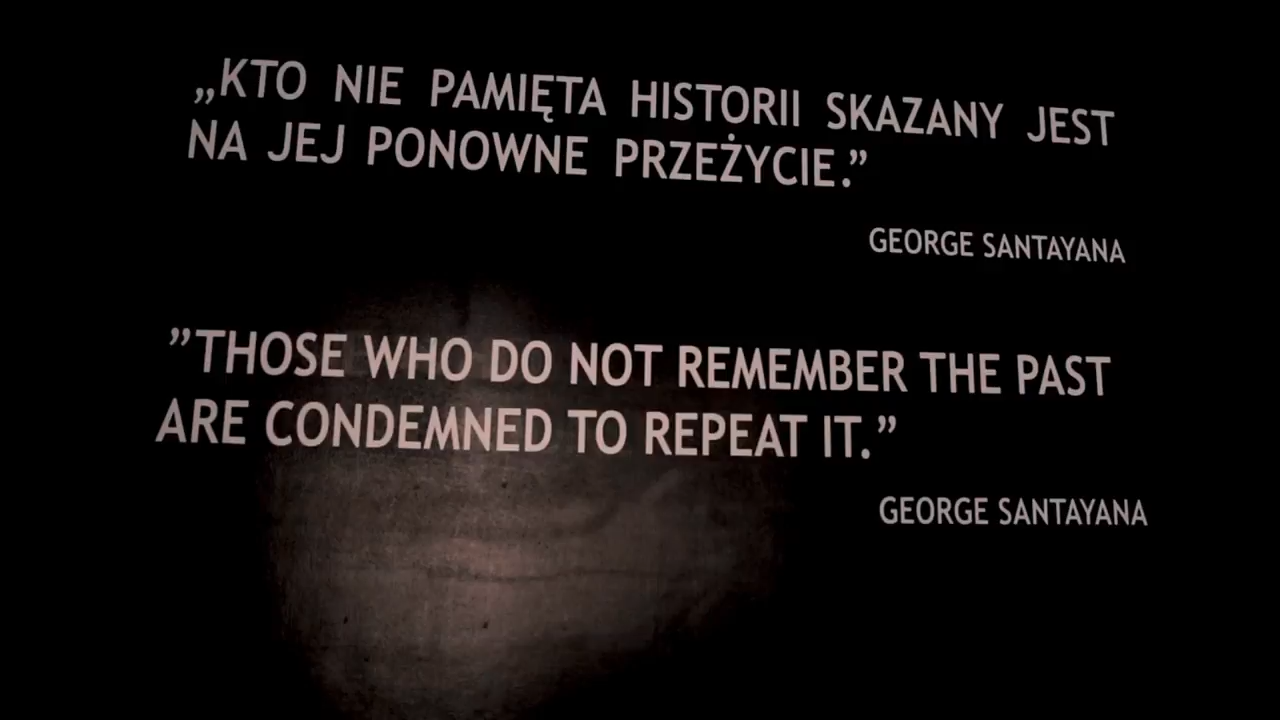 „KTO NIE PAMIĘTA HISTORII SKAZANY JEST
NA JEJ PONOWNE PRZEŻYCIE.”
GEORGE SANTAYANA
”THOSE WHO DO NOT REMEMBER THE PAST
ARE CONDEMNED TO REPEAT IT.”
GEORGE SANTAYANA